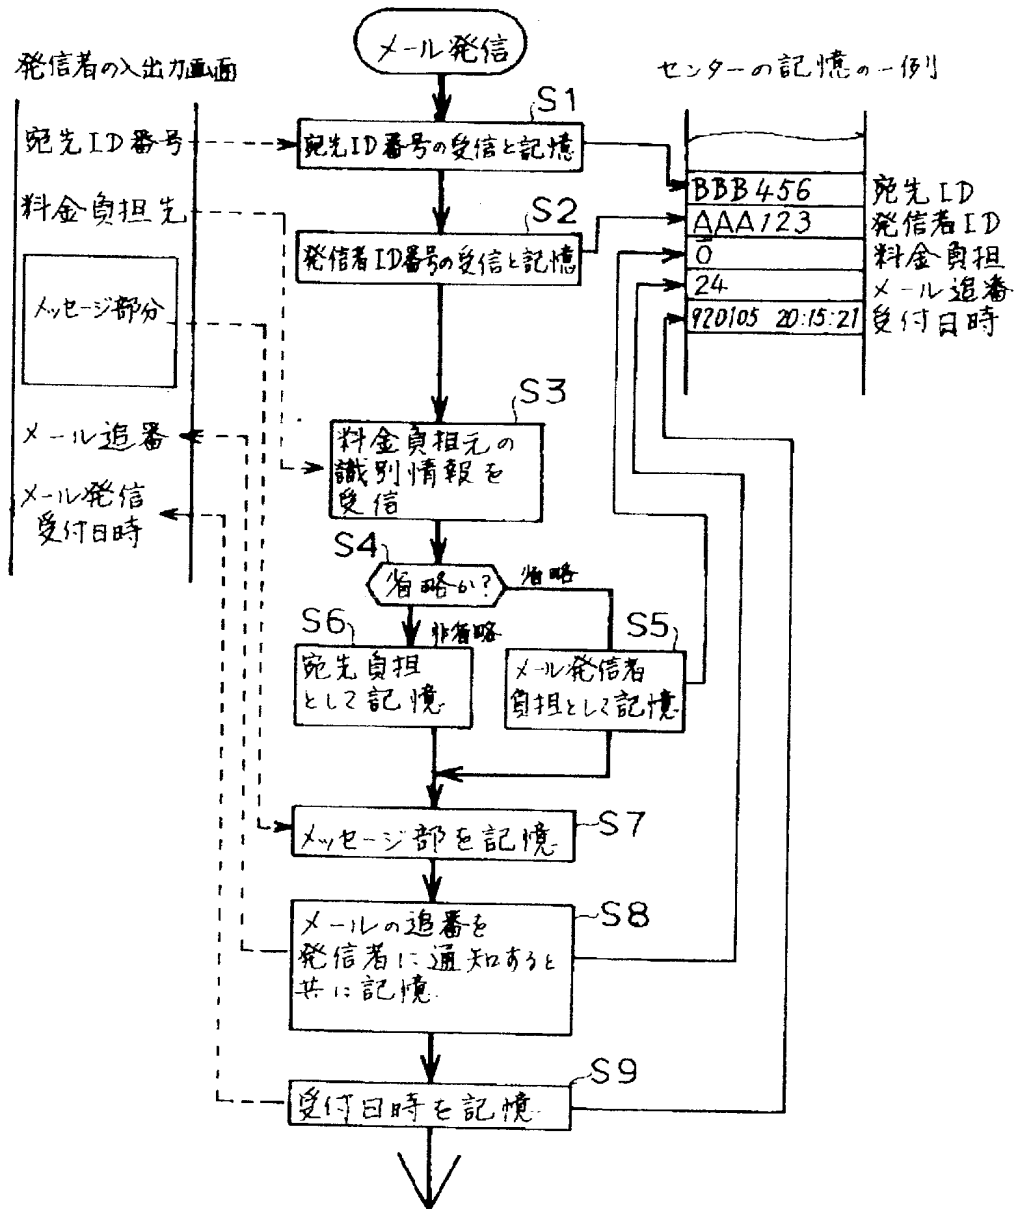 メール発信
発信者の入出力画面
宛先ID番号
料金負担先
メッセージ部分
メール追番
メール発信
受付日時
S1
宛先ID番号の受信と記憶
S2
発信者ID番号の受信と記憶
S3
料金負担元の
識別情報を
受信
S4
省略か?
省略
非省略
S6
宛先負担
として記憶
S5
メール発信者
負担として記憶
S7
メッセージ部を記憶
S8
メールの追番を
発信者に通知すると
共に記憶
S9
受付日時を記憶
センターの記憶の一例
BBB456 宛先ID
AAA123 発信者ID
0 料金負担
24 メール追番
920105 20:15:21 受付日時